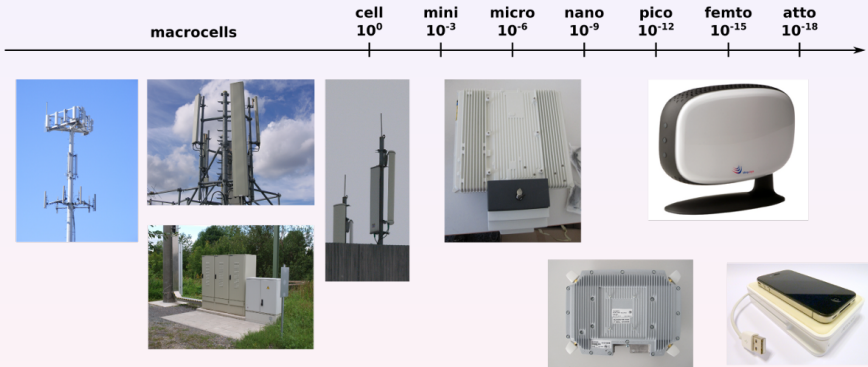 macrocells
cell mini micro nano pico femto atto
10⁰ 10⁻³ 10⁻⁶ 10⁻⁹ 10⁻¹² 10⁻¹⁵ 10⁻¹⁸